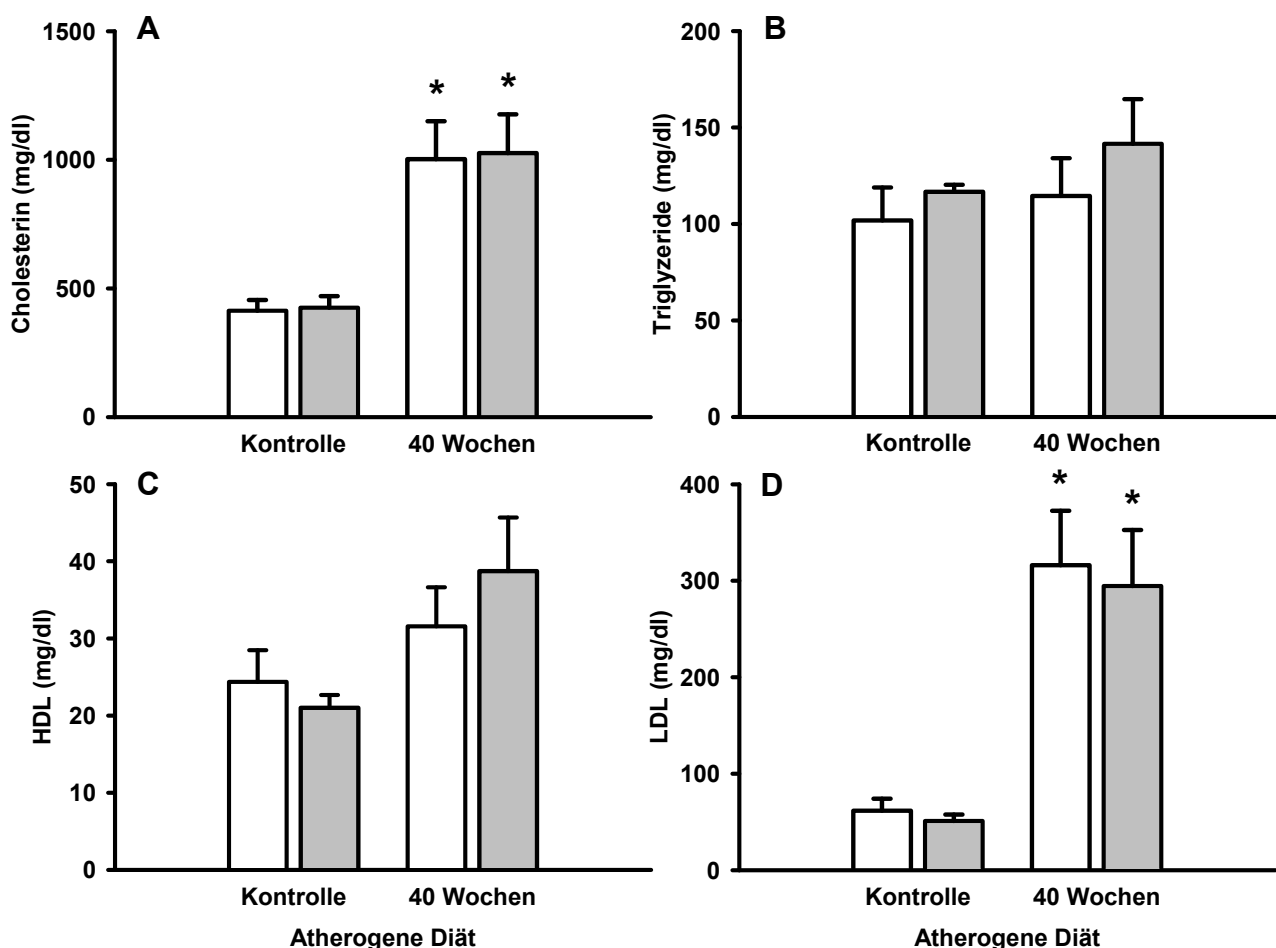 A
Cholesterin (mg/dl)
1500
1000
500
0
*
*
Kontrolle
40 Wochen
B
Triglyzeride (mg/dl)
200
150
100
50
0
Kontrolle
40 Wochen
C
HDL (mg/dl)
50
40
30
20
10
0
Kontrolle
40 Wochen
Atherogene Diät
D
LDL (mg/dl)
400
300
200
100
0
*
*
Kontrolle
40 Wochen
Atherogene Diät